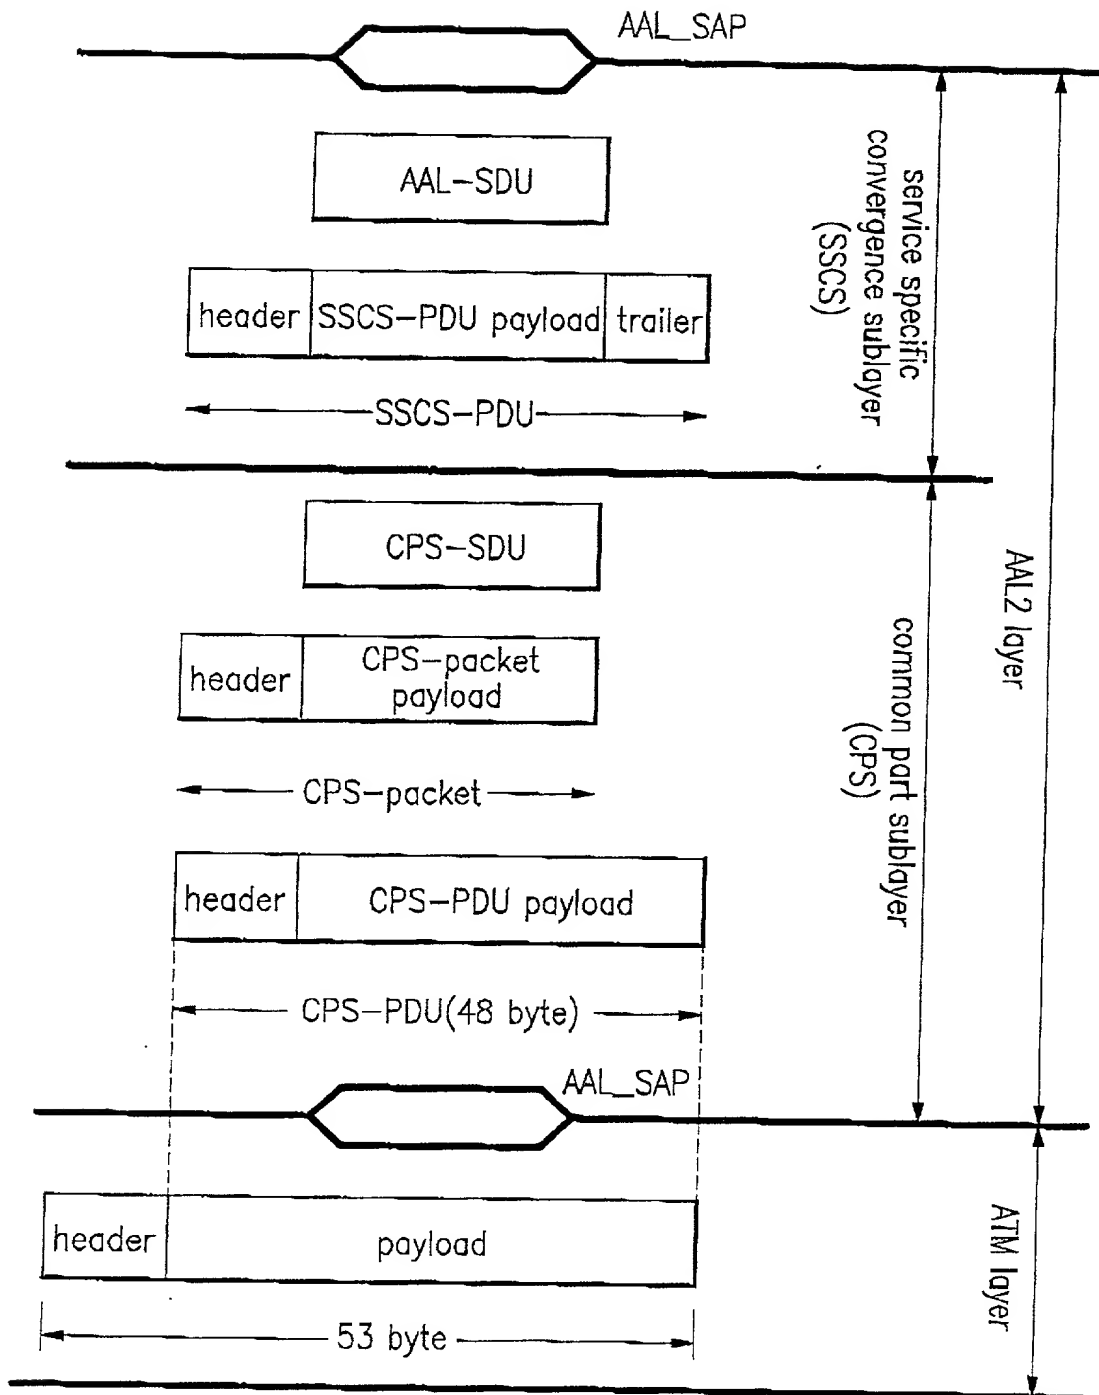 AAL_SAP
AAL-SDU
service specific
convergence sublayer
(SSCS)
header SSCS-PDU payload trailer
SSCS-PDU
CPS-SDU
AAL2 layer
header CPS-packet
payload
common part sublayer
(CPS)
CPS-packet
header CPS-PDU payload
CPS-PDU(48 byte)
AAL_SAP
header payload
ATM layer
53 byte